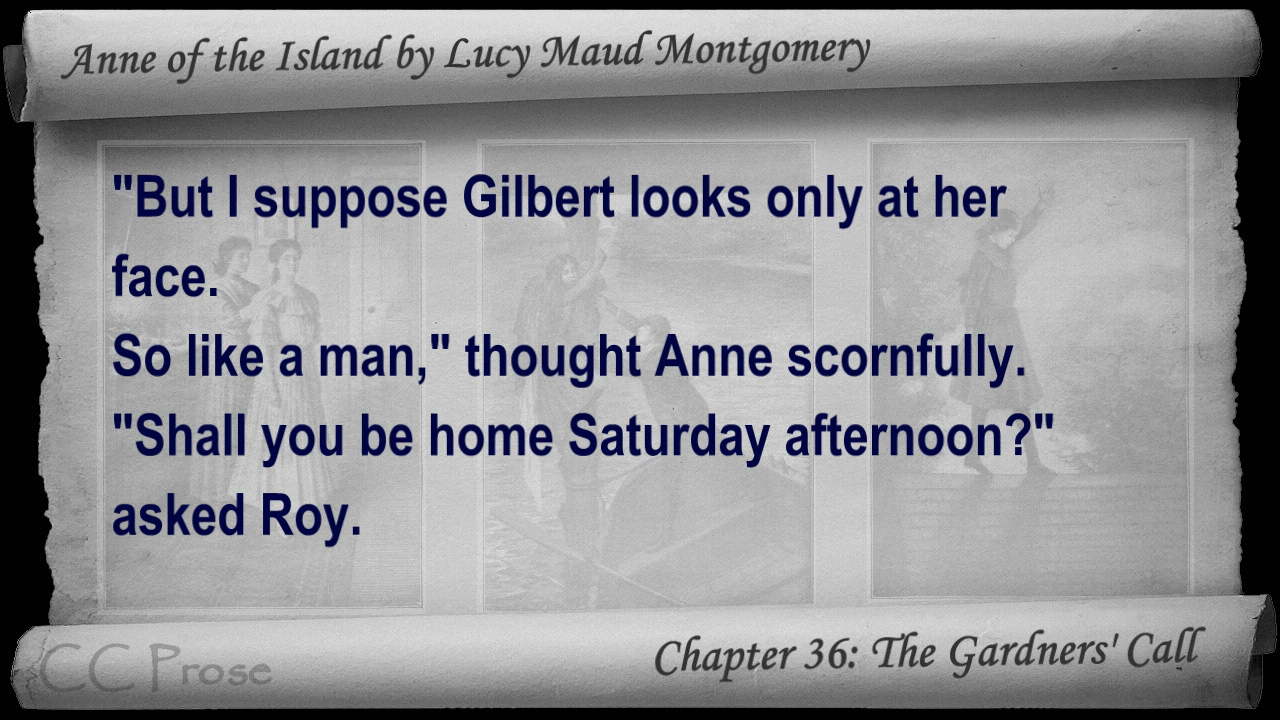 Anne of the Island by Lucy Maud Montgomery
"But I suppose Gilbert looks only at her
face.
So like a man," thought Anne scornfully.
"Shall you be home Saturday afternoon?"
asked Roy.
Chapter 36: The Gardners' Call
CC Prose